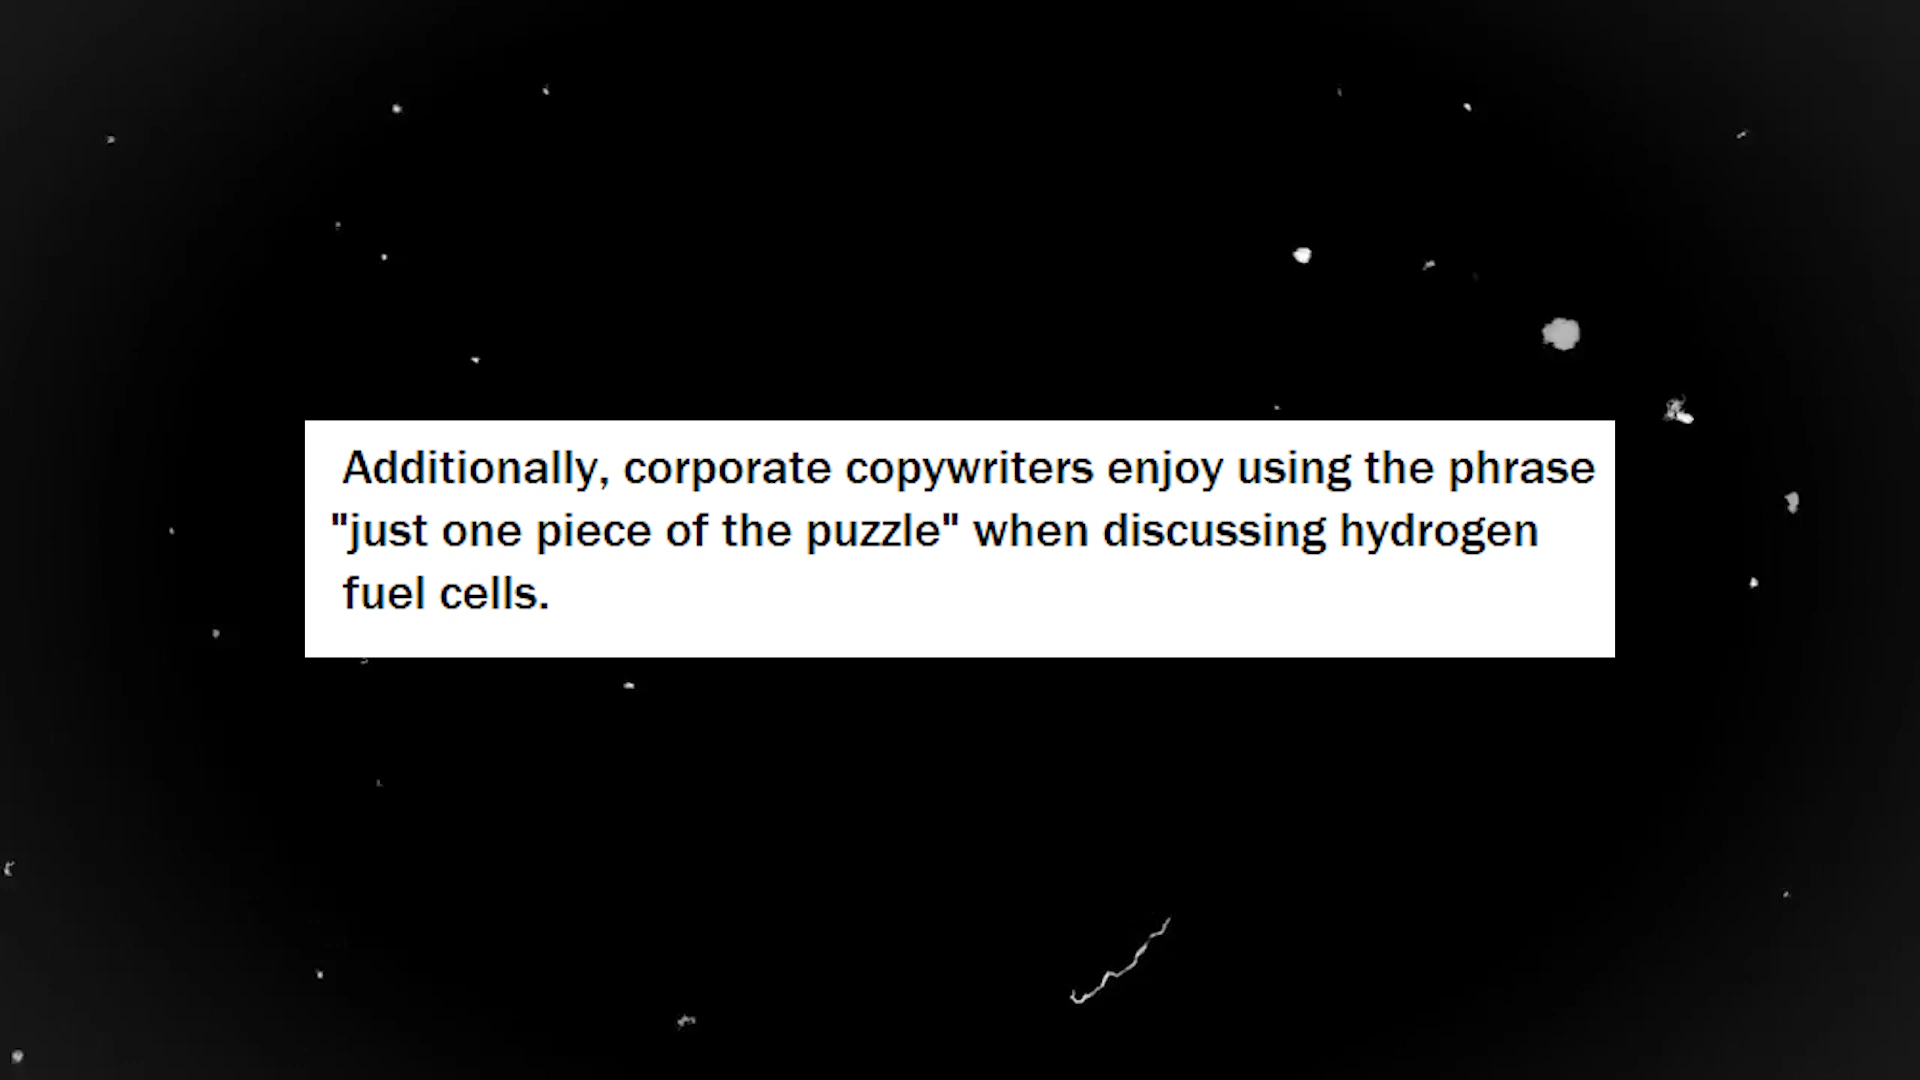 Additionally, corporate copywriters enjoy using the phrase
"just one piece of the puzzle" when discussing hydrogen
fuel cells.